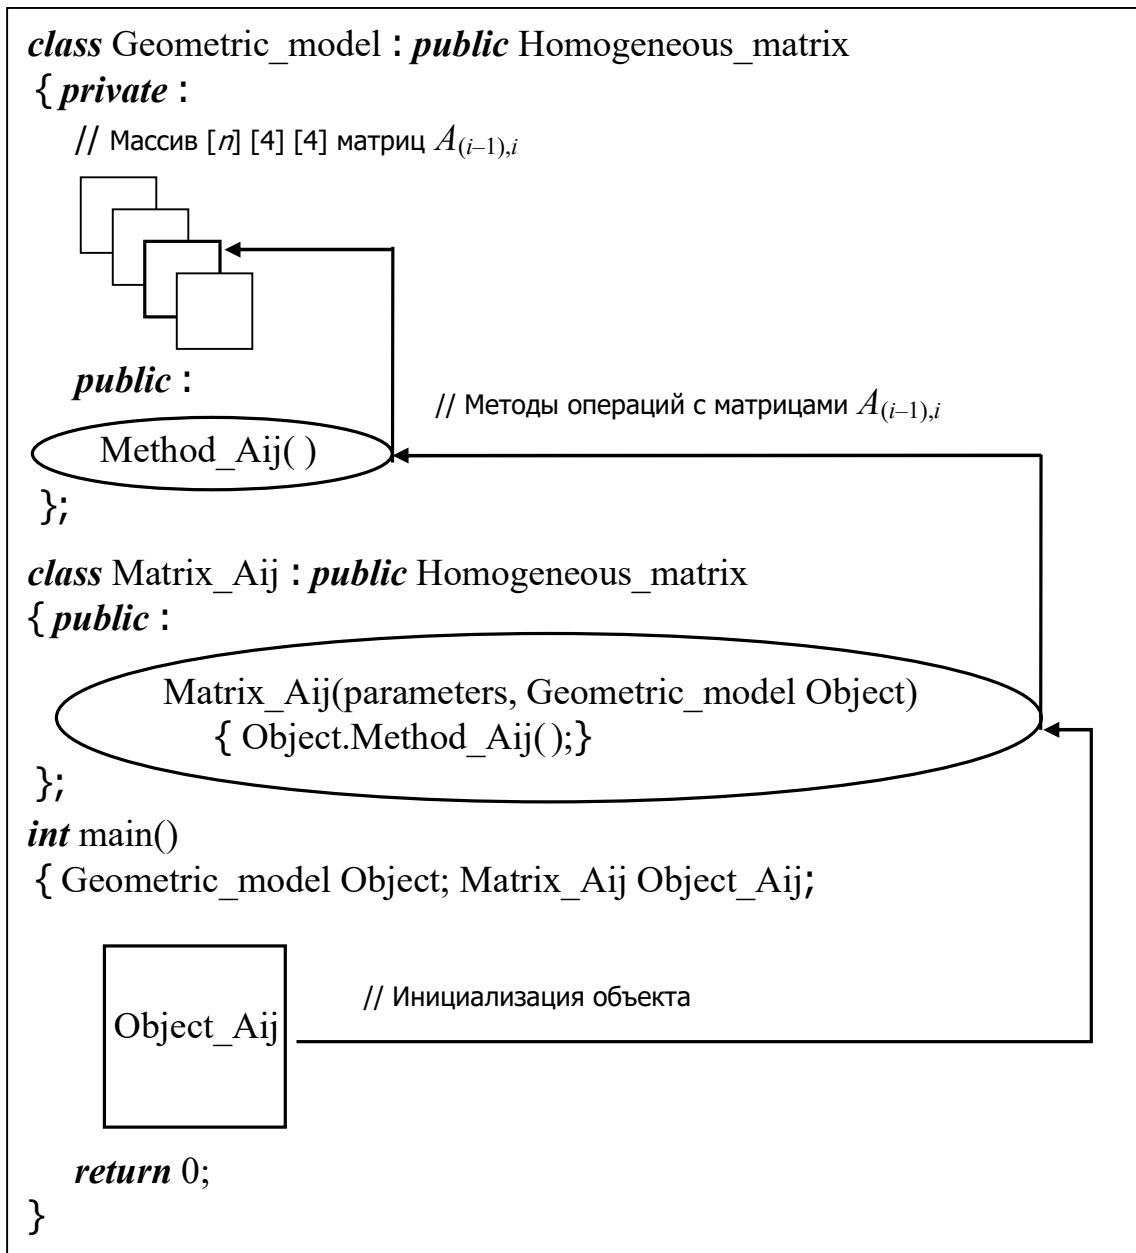 class Geometric_model : public Homogeneous_matrix
{ private :
// Массив [n] [4] [4] матриц A(i–1),i
public :
// Методы операций с матрицами A(i–1),i
Method_Aij( )
};
class Matrix_Aij : public Homogeneous_matrix
{ public :
Matrix_Aij(parameters, Geometric_model Object)
{ Object.Method_Aij( );}
};
int main()
{ Geometric_model Object; Matrix_Aij Object_Aij;
// Инициализация объекта
Object_Aij
return 0;
}